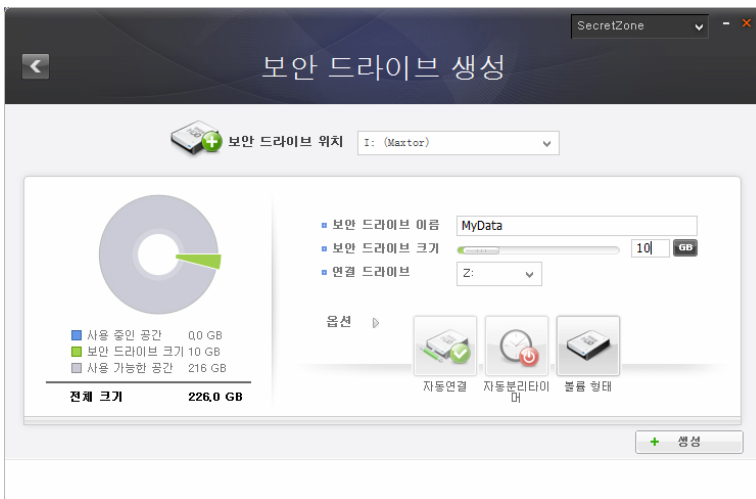 SecretZone
보안 드라이브 생성
보안 드라이브 위치 I: (Maxtor)
보안 드라이브 이름 MyData
보안 드라이브 크기 10 GB
연결 드라이브 Z:
옵션
자동연결
자동분리타이
머
볼륨 형태
사용 중인 공간 0,0 GB
보안 드라이브 크기 10 GB
사용 가능한 공간 216 GB
전체 크기 226,0 GB
+ 생성